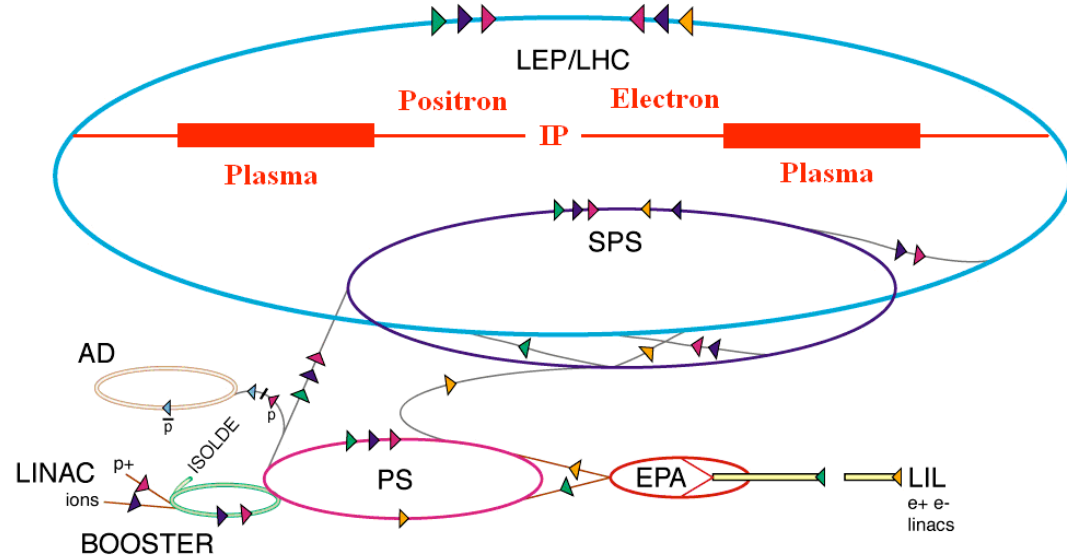 LEP/LHC
Positron
Electron
IP
Plasma
Plasma
SPS
AD
p̅
p
ISOLDE
LINAC
p+
ions
BOOSTER
PS
EPA
LIL
e+ e-
linacs